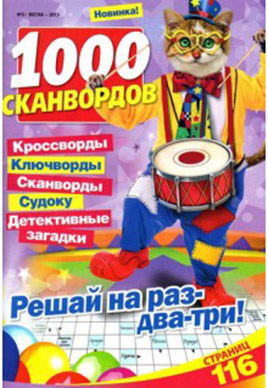 Новинка!
1000
СКАНВОРДОВ
Кроссворды
Ключворды
Сканворды
Судоку
Детективные
загадки
Решай на раз-
два-три!
СТРАНИЦ
116